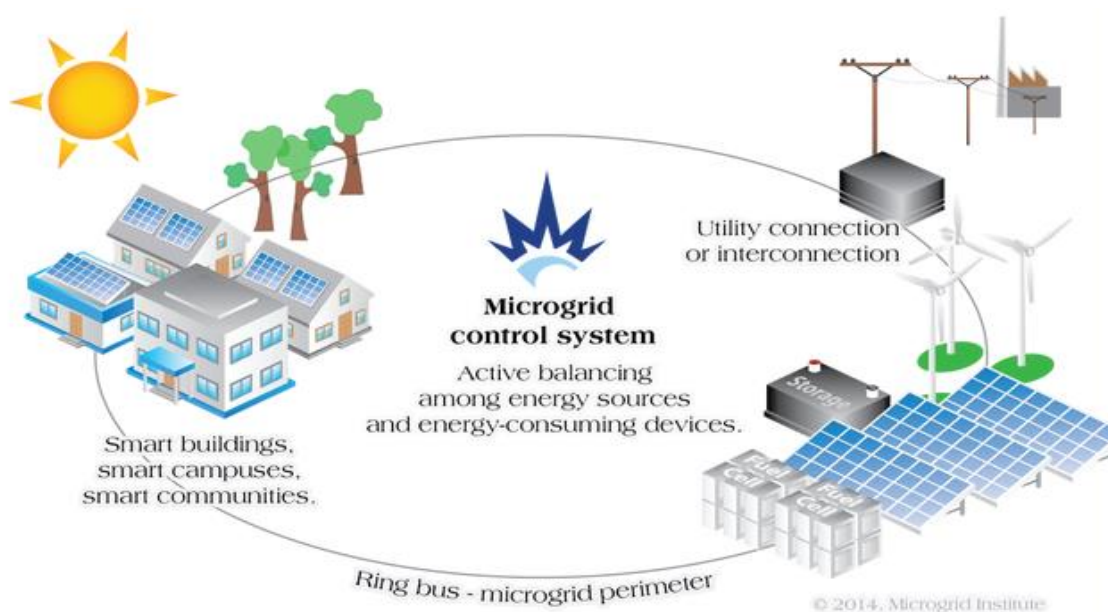 Utility connection
or interconnection
Microgrid
control system
Active balancing
among energy sources
and energy-consuming devices.
Storage
Smart buildings,
smart campuses,
smart communities.
Fuel
Cell
Fuel
Cell
Ring bus - microgrid perimeter
© 2014, Microgrid Institute